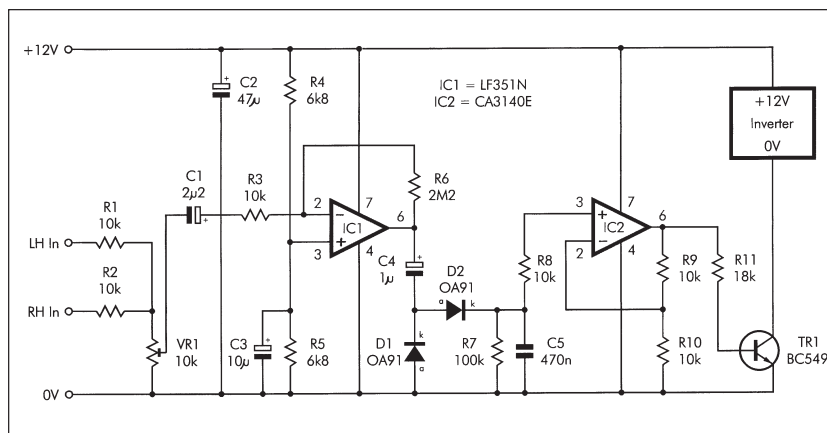 +12V
C2
47µ
R4
6k8
IC1 = LF351N
IC2 = CA3140E
+12V
Inverter
0V
C1
2µ2
R3
10k
R6
2M2
R1
10k
LH In
R2
10k
RH In
VR1
10k
2
7
6
IC1
3
4
C4
1µ
D2
OA91
a
k
D1
OA91
k
a
C3
10µ
R5
6k8
R7
100k
C5
470n
R8
10k
3
7
6
IC2
2
4
R9
10k
R11
18k
R10
10k
TR1
BC549
0V